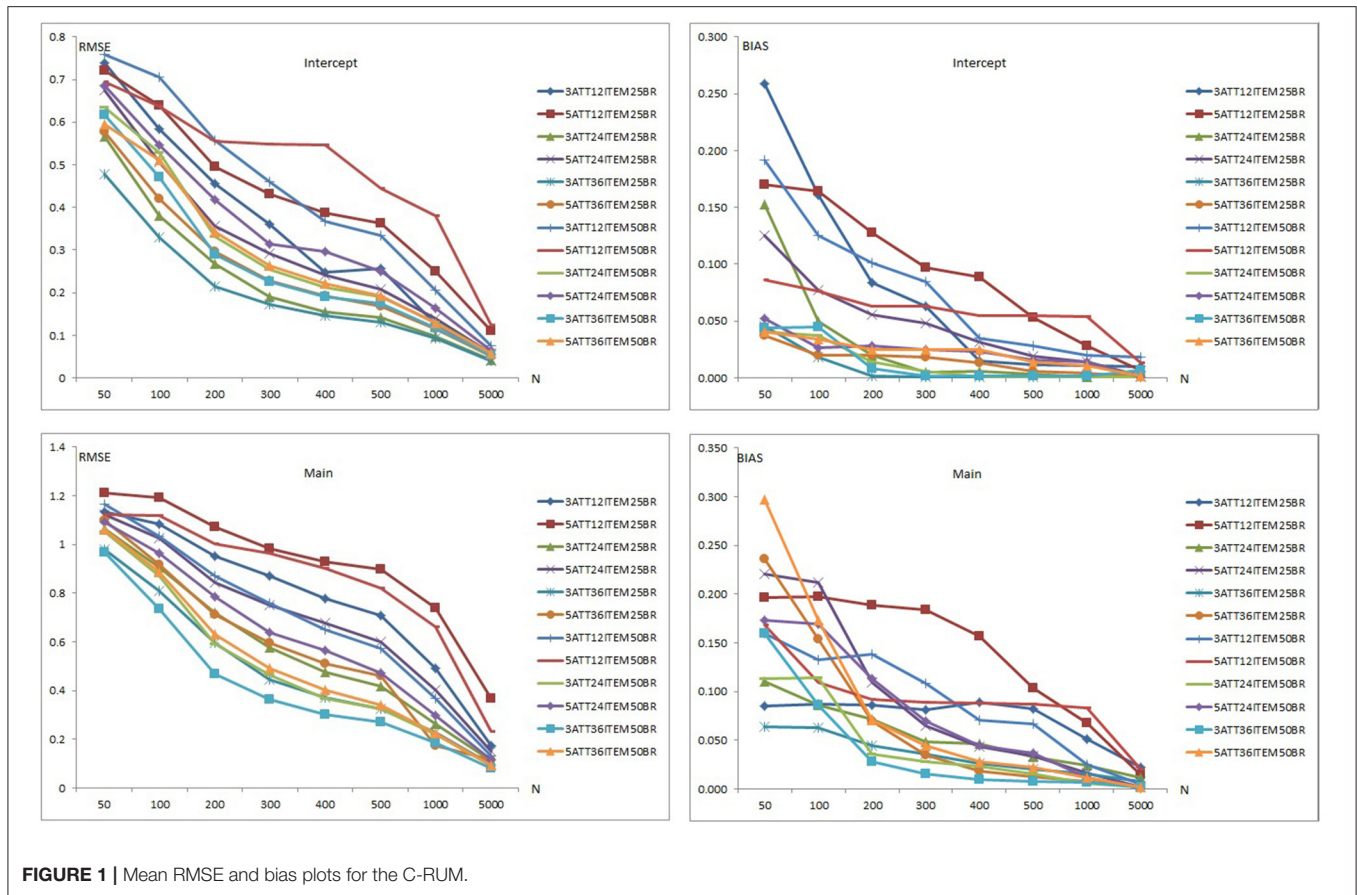 RMSE
Intercept
0.8
0.7
0.6
0.5
0.4
0.3
0.2
0.1
0
50 100 200 300 400 500 1000 5000
N
3ATT12ITEM25BR
5ATT12ITEM25BR
3ATT24ITEM25BR
5ATT24ITEM25BR
3ATT36ITEM25BR
5ATT36ITEM25BR
3ATT12ITEM50BR
5ATT12ITEM50BR
3ATT24ITEM50BR
5ATT24ITEM50BR
3ATT36ITEM50BR
5ATT36ITEM50BR
BIAS
Intercept
0.300
0.250
0.200
0.150
0.100
0.050
0.000
50 100 200 300 400 500 1000 5000
N
3ATT12ITEM25BR
5ATT12ITEM25BR
3ATT24ITEM25BR
5ATT24ITEM25BR
3ATT36ITEM25BR
5ATT36ITEM25BR
3ATT12ITEM50BR
5ATT12ITEM50BR
3ATT24ITEM50BR
5ATT24ITEM50BR
3ATT36ITEM50BR
5ATT36ITEM50BR
RMSE
Main
1.4
1.2
1
0.8
0.6
0.4
0.2
0
50 100 200 300 400 500 1000 5000
N
3ATT12ITEM25BR
5ATT12ITEM25BR
3ATT24ITEM25BR
5ATT24ITEM25BR
3ATT36ITEM25BR
5ATT36ITEM25BR
3ATT12ITEM50BR
5ATT12ITEM50BR
3ATT24ITEM50BR
5ATT24ITEM50BR
3ATT36ITEM50BR
5ATT36ITEM50BR
BIAS
Main
0.350
0.300
0.250
0.200
0.150
0.100
0.050
0.000
50 100 200 300 400 500 1000 5000
N
3ATT12ITEM25BR
5ATT12ITEM25BR
3ATT24ITEM25BR
5ATT24ITEM25BR
3ATT36ITEM25BR
5ATT36ITEM25BR
3ATT12ITEM50BR
5ATT12ITEM50BR
3ATT24ITEM50BR
5ATT24ITEM50BR
3ATT36ITEM50BR
5ATT36ITEM50BR
FIGURE 1 | Mean RMSE and bias plots for the C-RUM.